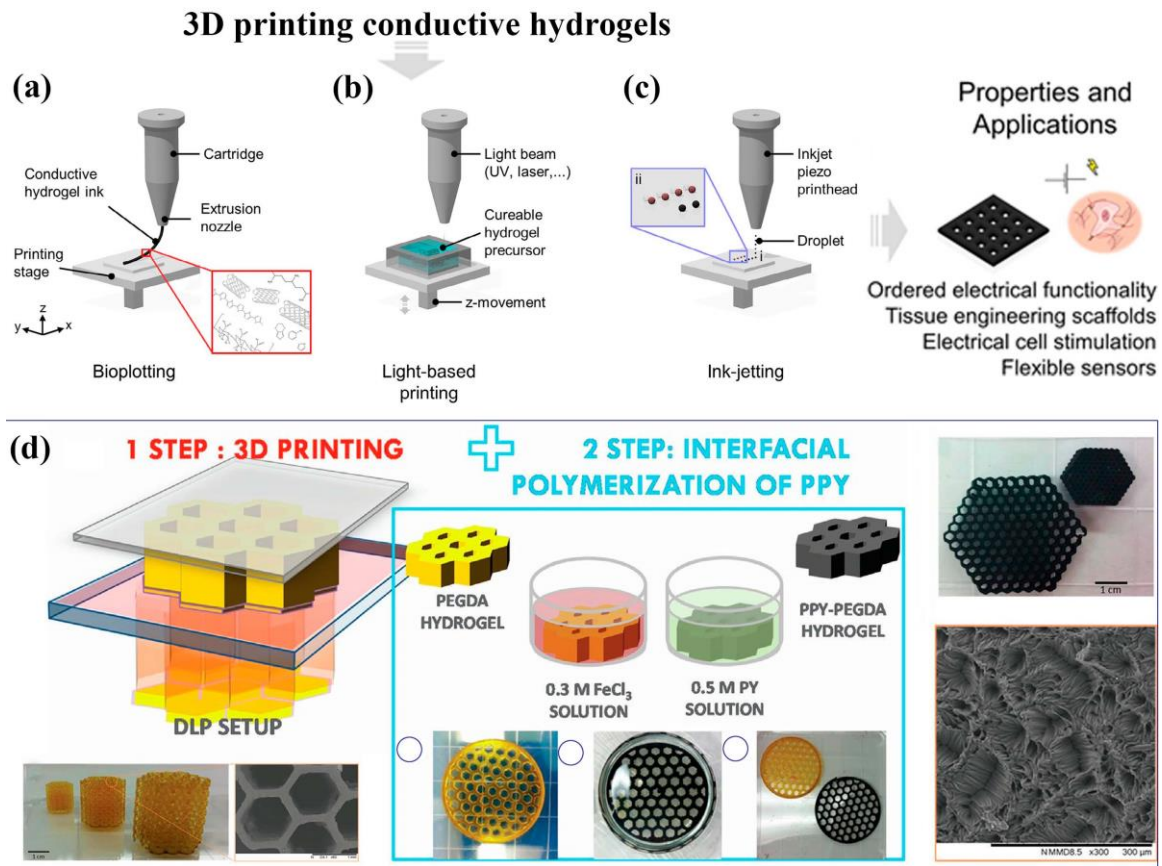 3D printing conductive hydrogels
(a)
Cartridge
Conductive
hydrogel ink
Extrusion
nozzle
Printing
stage
z
y
x
Bioplotting
(b)
Light beam
(UV, laser,...)
Cureable
hydrogel
precursor
z-movement
Light-based
printing
(c)
ii
Inkjet
piezo
printhead
Droplet
i
Ink-jetting
Properties and
Applications
Ordered electrical functionality
Tissue engineering scaffolds
Electrical cell stimulation
Flexible sensors
(d)
1 STEP : 3D PRINTING
2 STEP: INTERFACIAL
POLYMERIZATION OF PPY
DLP SETUP
1 cm
PEGDA
HYDROGEL
0.3 M FeCl₃
SOLUTION
0.5 M PY
SOLUTION
PPY-PEGDA
HYDROGEL
1 cm
NMMD8.5 x300 300 µm